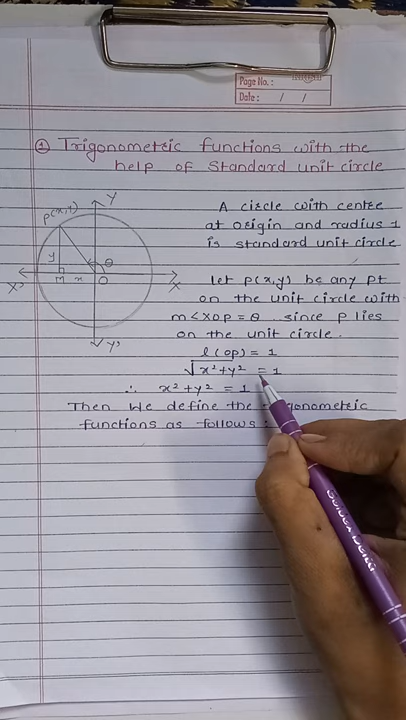 Page No. :
Date : / /
① Trigonometric functions with the
help of Standard unit circle
A circle with centre
at origin and radius 1
is standard unit circle
Y
P(x,y)
y
θ
M
x
O
X'
X
Y'
let p(x,y) be any pt
on the unit circle with
m<XOP = θ. since P lies
on the unit circle.
l(op) = 1
√x²+y² = 1
∴ x²+y² = 1
Then We define the
functions as follows :